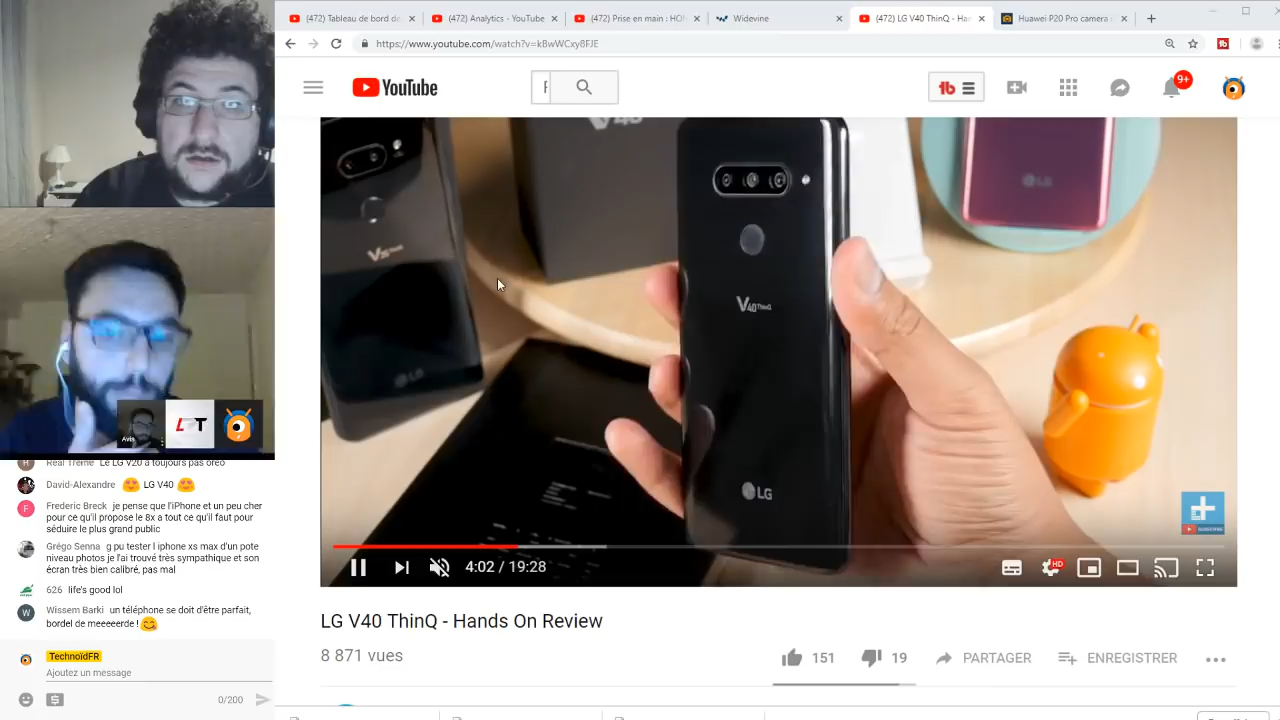 (472) Tableau de bord de
(472) Analytics - YouTube
(472) Prise en main : HO
Widevine
(472) LG V40 ThinQ - Han
Huawei P20 Pro camera
https://www.youtube.com/watch?v=kBwWCxy8FJE
YouTube
9+
LG
V40 ThinQ
LG
LG
4:02 / 19:28
HD
LG V40 ThinQ - Hands On Review
8 871 vues
151
19
PARTAGER
ENREGISTRER
LT
Real Treme Le LG V20 a toujours pas oreo
David-Alexandre LG V40
Frederic Breck je pense que l'iPhone et un peu cher
pour ce qu'il propose le 8x a tout ce qu'il faut pour
séduire le plus grand public
Grégo Senna g pu tester l iphone xs max d'un pote
niveau photos je l'ai trouvé très sympathique et son
écran très bien calibré, pas mal
626 life's good lol
Wissem Barki un téléphone se doit d'être parfait,
bordel de meeeeerde !
TechnoïdFR
Ajoutez un message
0/200